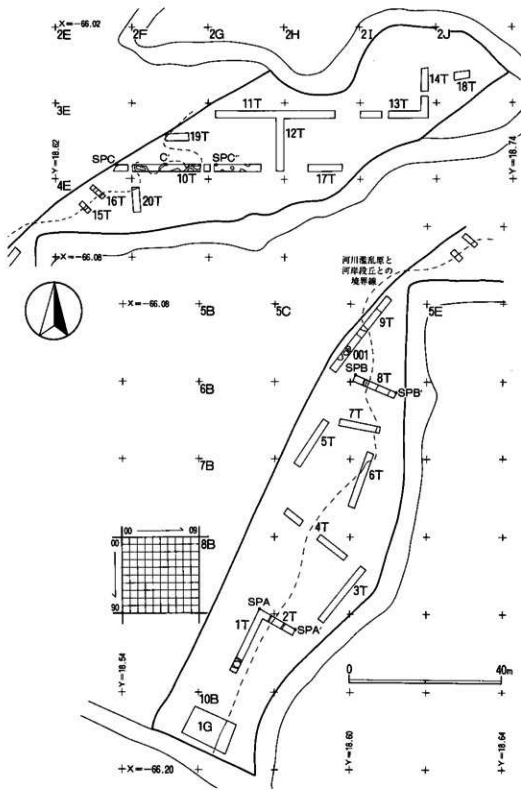 X=-66.02
2E
2F
2G
2H
2I
2J
14T
18T
3E
11T
13T
12T
19T
Y=18.62
SPC
C'
SPC''
Y=18.74
4E
10T
17T
16T
15T
20T
X=-66.08
河川氾乱原と
河岸段丘との
境界線
X=-66.08
5B
5C
5E
9T
001
SPB
6B
8T
SPB'
7T
5T
7B
6T
00
09
00
8B
4T
90
3T
SPA
2T
SPA'
1T
0
40m
Y=18.54
10B
1G
Y=18.60
Y=18.64
X=-66.20